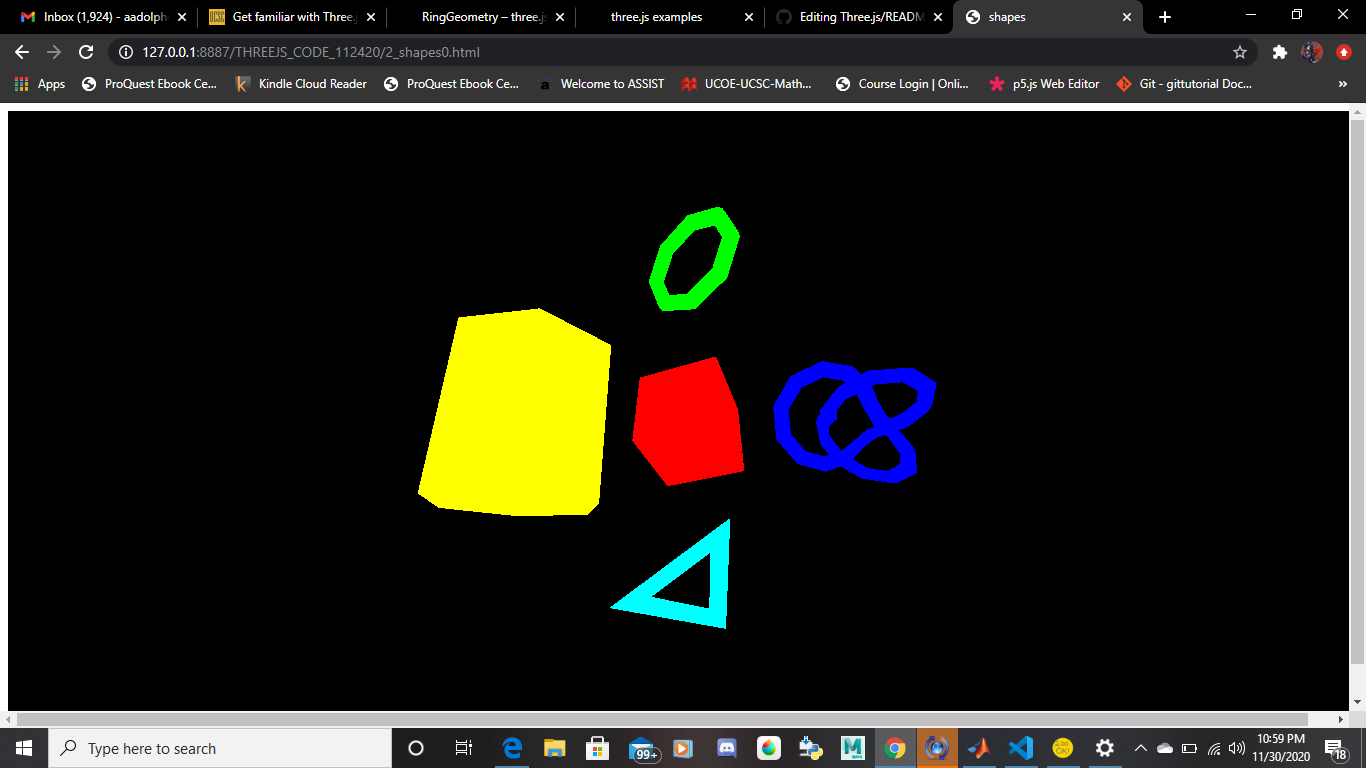 Inbox (1,924) - aadolph
Get familiar with Three.j
RingGeometry – three.js
three.js examples
Editing Three.js/READM
shapes
127.0.0.1:8887/THREEJS_CODE_112420/2_shapes0.html
Apps
ProQuest Ebook Ce...
Kindle Cloud Reader
ProQuest Ebook Ce...
Welcome to ASSIST
UCOE-UCSC-Math...
Course Login | Onli...
p5.js Web Editor
Git - gittutorial Doc...
»
Type here to search
99+
10:59 PM
11/30/2020
18